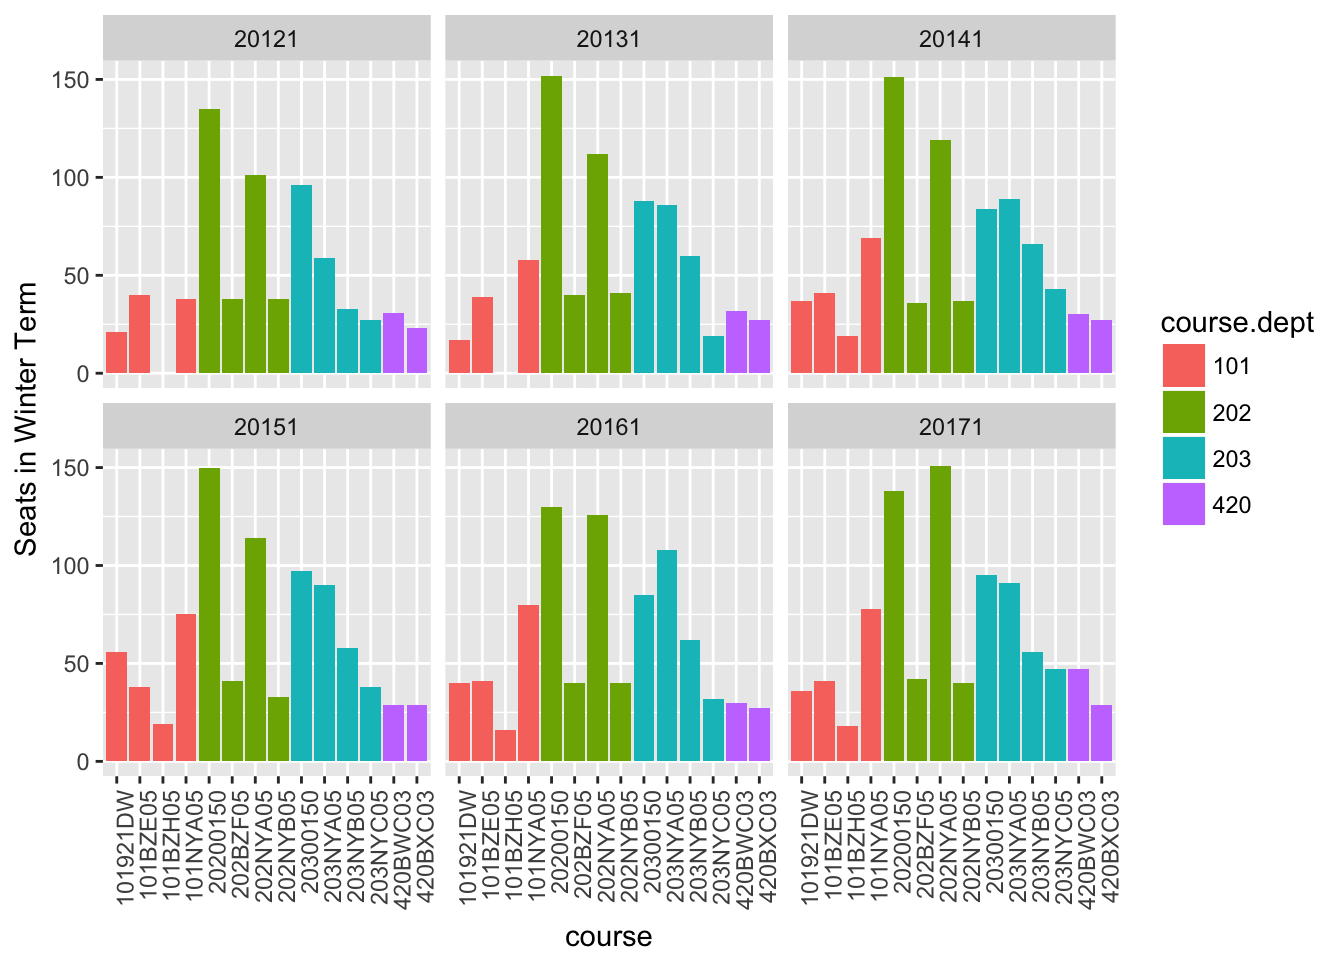 20121
20131
20141
150
100
50
0
20151
20161
20171
150
100
50
0
Seats in Winter Term
101921DW
101BZE05
101BZH05
101NYA05
20200150
202BZF05
202NYA05
202NYB05
20300150
203NYA05
203NYB05
203NYC05
420BWC03
420BXC03
101921DW
101BZE05
101BZH05
101NYA05
20200150
202BZF05
202NYA05
202NYB05
20300150
203NYA05
203NYB05
203NYC05
420BWC03
420BXC03
101921DW
101BZE05
101BZH05
101NYA05
20200150
202BZF05
202NYA05
202NYB05
20300150
203NYA05
203NYB05
203NYC05
420BWC03
420BXC03
course
course.dept
101
202
203
420